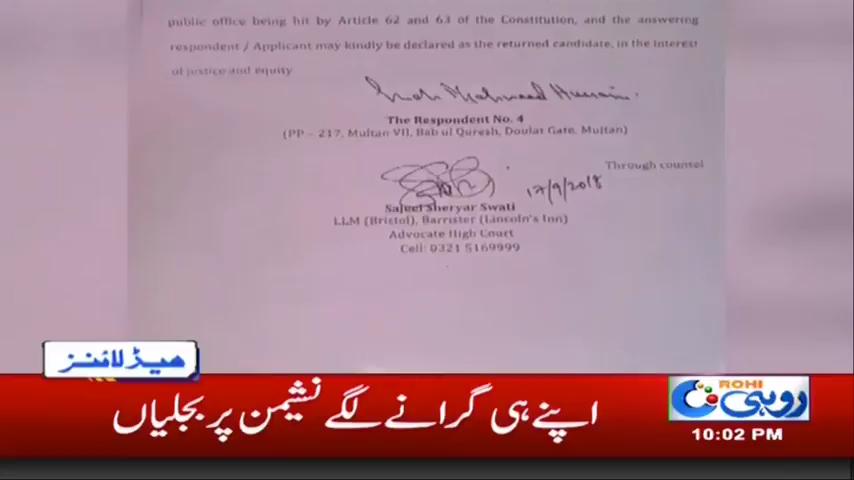 public office being hit by Article 62 and 63 of the Constitution, and the answering
respondent / Applicant may kindly be declared as the returned candidate, in the interest
of justice and equity
Shah Mahmood Hussain.
The Respondent No. 4
(PP – 217, Multan VII, Bab ul Quresh, Doulat Gate, Multan)
Through counsel
17/9/2018
Sajeel Sheryar Swati
LLM (Bristol), Barrister (Lincoln's Inn)
Advocate High Court
Cell: 0321 5169999
ھیڈ لائنز
اپنے ہی گرانے لگے نشیمن پر بجلیاں
ROHI
روہی
10:02 PM